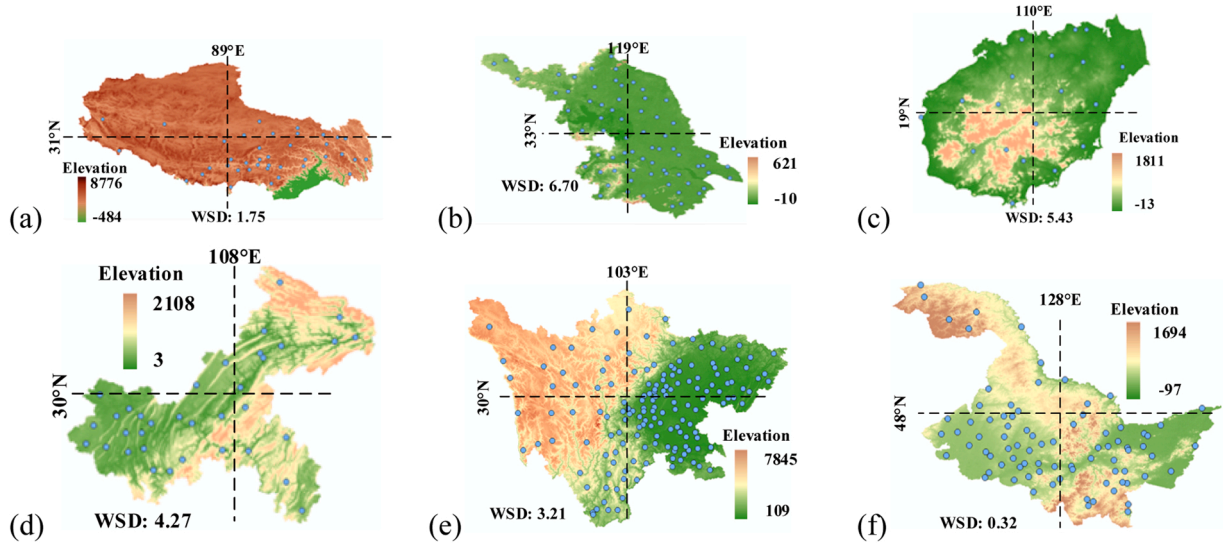 (a)
89°E
31°N
Elevation
8776
-484
WSD: 1.75
(b)
119°E
33°N
WSD: 6.70
Elevation
621
-10
(c)
110°E
19°N
Elevation
1811
-13
WSD: 5.43
(d)
108°E
Elevation
2108
3
30°N
WSD: 4.27
(e)
103°E
30°N
Elevation
7845
109
WSD: 3.21
(f)
128°E
Elevation
1694
-97
48°N
WSD: 0.32